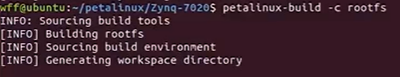 wff@ubuntu:~/petalinux/Zynq-7020$ petalinux-build -c rootfs
INFO: Sourcing build tools
[INFO] Building rootfs
[INFO] Sourcing build environment
[INFO] Generating workspace directory